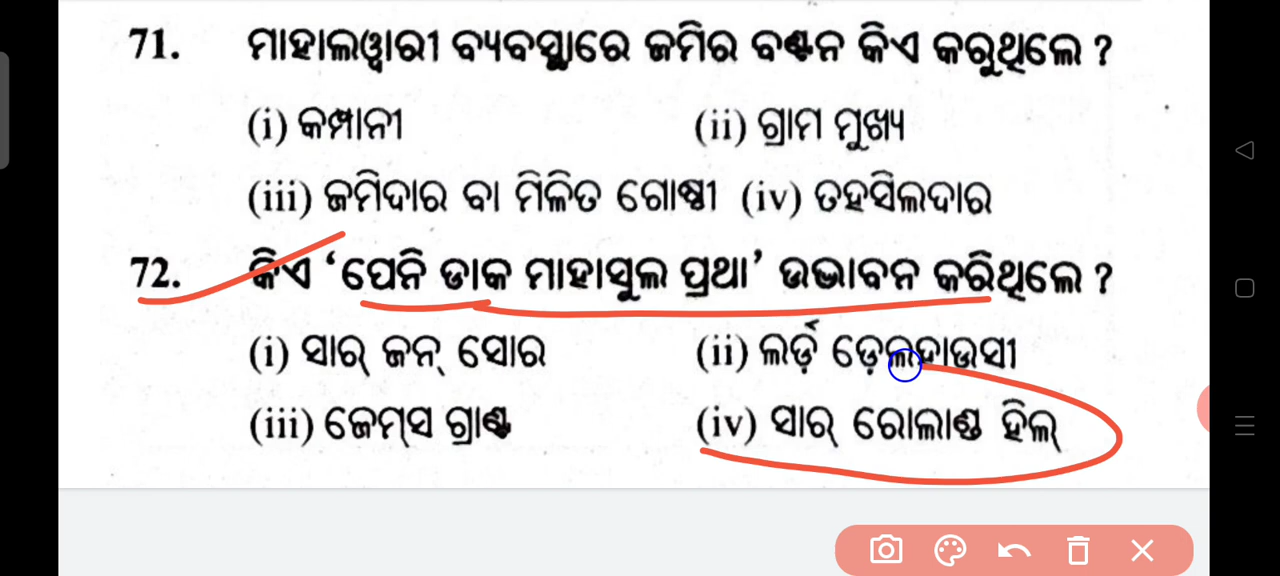 71. ମାହାଲୱାରୀ ବ୍ୟବସ୍ଥାରେ ଜମିର ବଣ୍ଟନ କିଏ କରୁଥିଲେ ?
(i) କମ୍ପାନୀ (ii) ଗ୍ରାମ ମୁଖ୍ୟ
(iii) ଜମିଦାର ବା ମିଳିତ ଗୋଷ୍ଠୀ (iv) ତହସିଲଦାର
72. କିଏ ‘ପେନି ଡାକ ମାହାସୁଲ ପ୍ରଥା’ ଉଦ୍ଭାବନ କରିଥିଲେ ?
(i) ସାର୍ ଜନ୍ ସୋର (ii) ଲର୍ଡ଼ ଡ଼େଲହାଉସୀ
(iii) ଜେମ୍ସ ଗ୍ରାଣ୍ଟ (iv) ସାର୍ ରୋଲାଣ୍ଡ ହିଲ୍